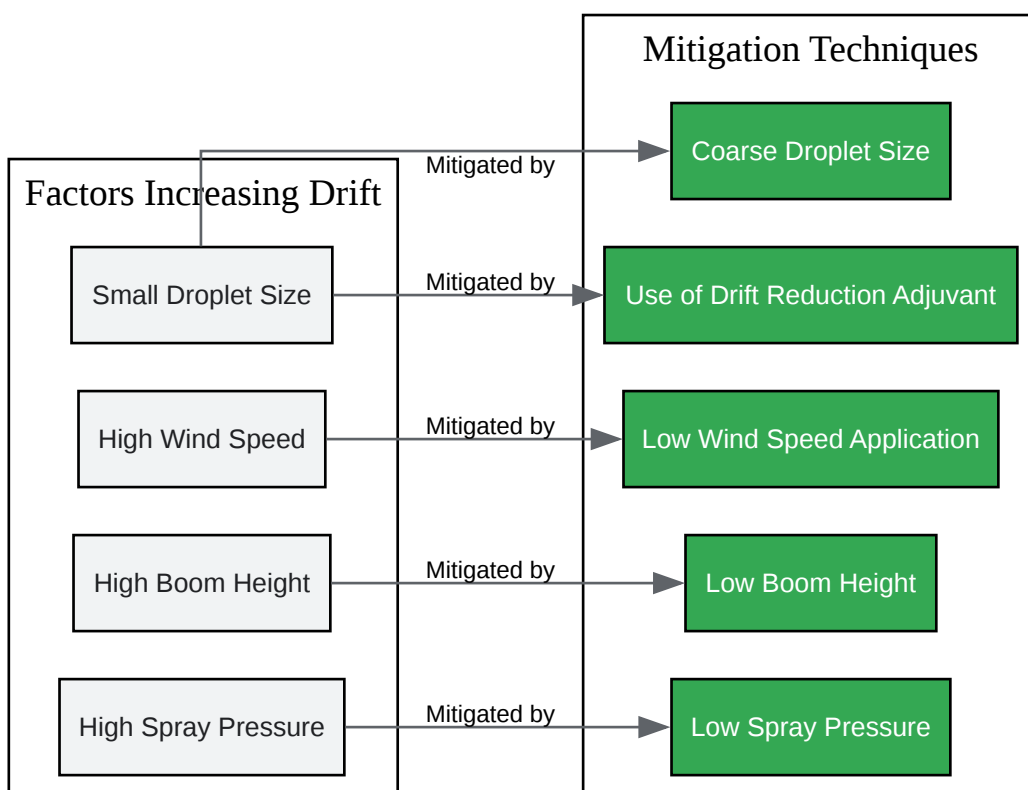 Mitigation Techniques
Coarse Droplet Size
Mitigated by
Factors Increasing Drift
Small Droplet Size
Mitigated by
Use of Drift Reduction Adjuvant
High Wind Speed
Mitigated by
Low Wind Speed Application
High Boom Height
Mitigated by
Low Boom Height
High Spray Pressure
Mitigated by
Low Spray Pressure